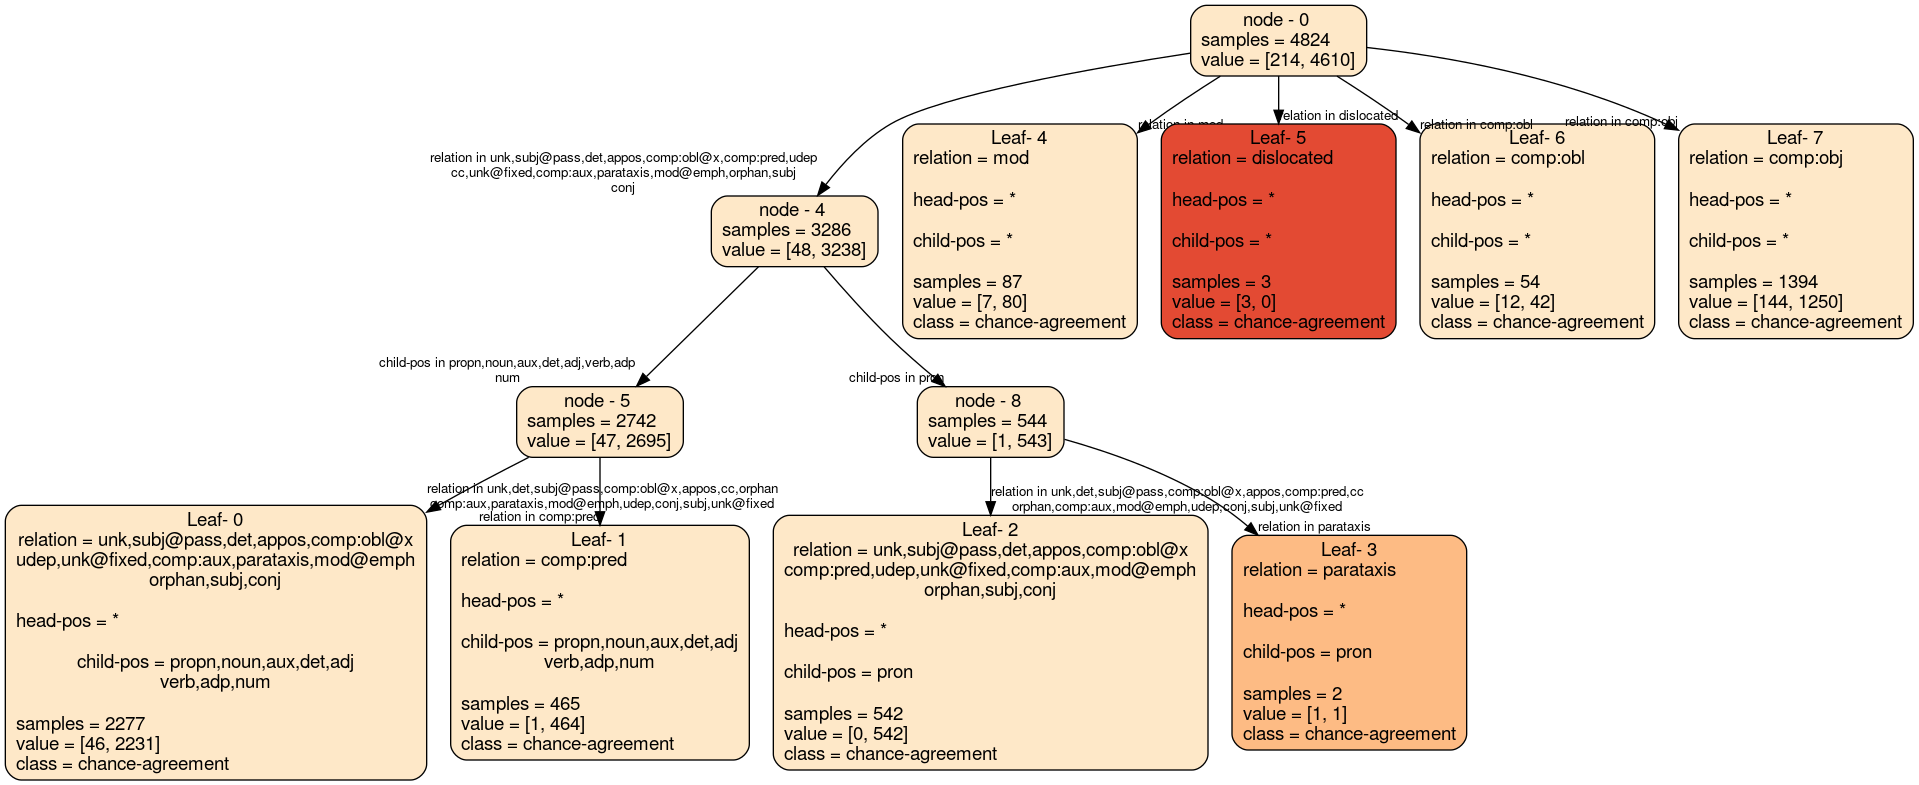 node - 0
samples = 4824
value = [214, 4610]
relation in mod
relation in dislocated
relation in comp:obl
relation in comp:obj
Leaf- 4
relation = mod
head-pos = *
child-pos = *
samples = 87
value = [7, 80]
class = chance-agreement
Leaf- 5
relation = dislocated
head-pos = *
child-pos = *
samples = 3
value = [3, 0]
class = chance-agreement
Leaf- 6
relation = comp:obl
head-pos = *
child-pos = *
samples = 54
value = [12, 42]
class = chance-agreement
Leaf- 7
relation = comp:obj
head-pos = *
child-pos = *
samples = 1394
value = [144, 1250]
class = chance-agreement
relation in unk,subj@pass,det,appos,comp:obl@x,comp:pred,udep
cc,unk@fixed,comp:aux,parataxis,mod@emph,orphan,subj
conj
node - 4
samples = 3286
value = [48, 3238]
child-pos in propn,noun,aux,det,adj,verb,adp
num
child-pos in pron
node - 5
samples = 2742
value = [47, 2695]
node - 8
samples = 544
value = [1, 543]
relation in unk,det,subj@pass,comp:obl@x,appos,cc,orphan
comp:aux,parataxis,mod@emph,udep,conj,subj,unk@fixed
relation in comp:pred
relation in unk,det,subj@pass,comp:obl@x,appos,comp:pred,cc
orphan,comp:aux,mod@emph,udep,conj,subj,unk@fixed
relation in parataxis
Leaf- 0
relation = unk,subj@pass,det,appos,comp:obl@x
udep,unk@fixed,comp:aux,parataxis,mod@emph
orphan,subj,conj
head-pos = *
child-pos = propn,noun,aux,det,adj
verb,adp,num
samples = 2277
value = [46, 2231]
class = chance-agreement
Leaf- 1
relation = comp:pred
head-pos = *
child-pos = propn,noun,aux,det,adj
verb,adp,num
samples = 465
value = [1, 464]
class = chance-agreement
Leaf- 2
relation = unk,subj@pass,det,appos,comp:obl@x
comp:pred,udep,unk@fixed,comp:aux,mod@emph
orphan,subj,conj
head-pos = *
child-pos = pron
samples = 542
value = [0, 542]
class = chance-agreement
Leaf- 3
relation = parataxis
head-pos = *
child-pos = pron
samples = 2
value = [1, 1]
class = chance-agreement